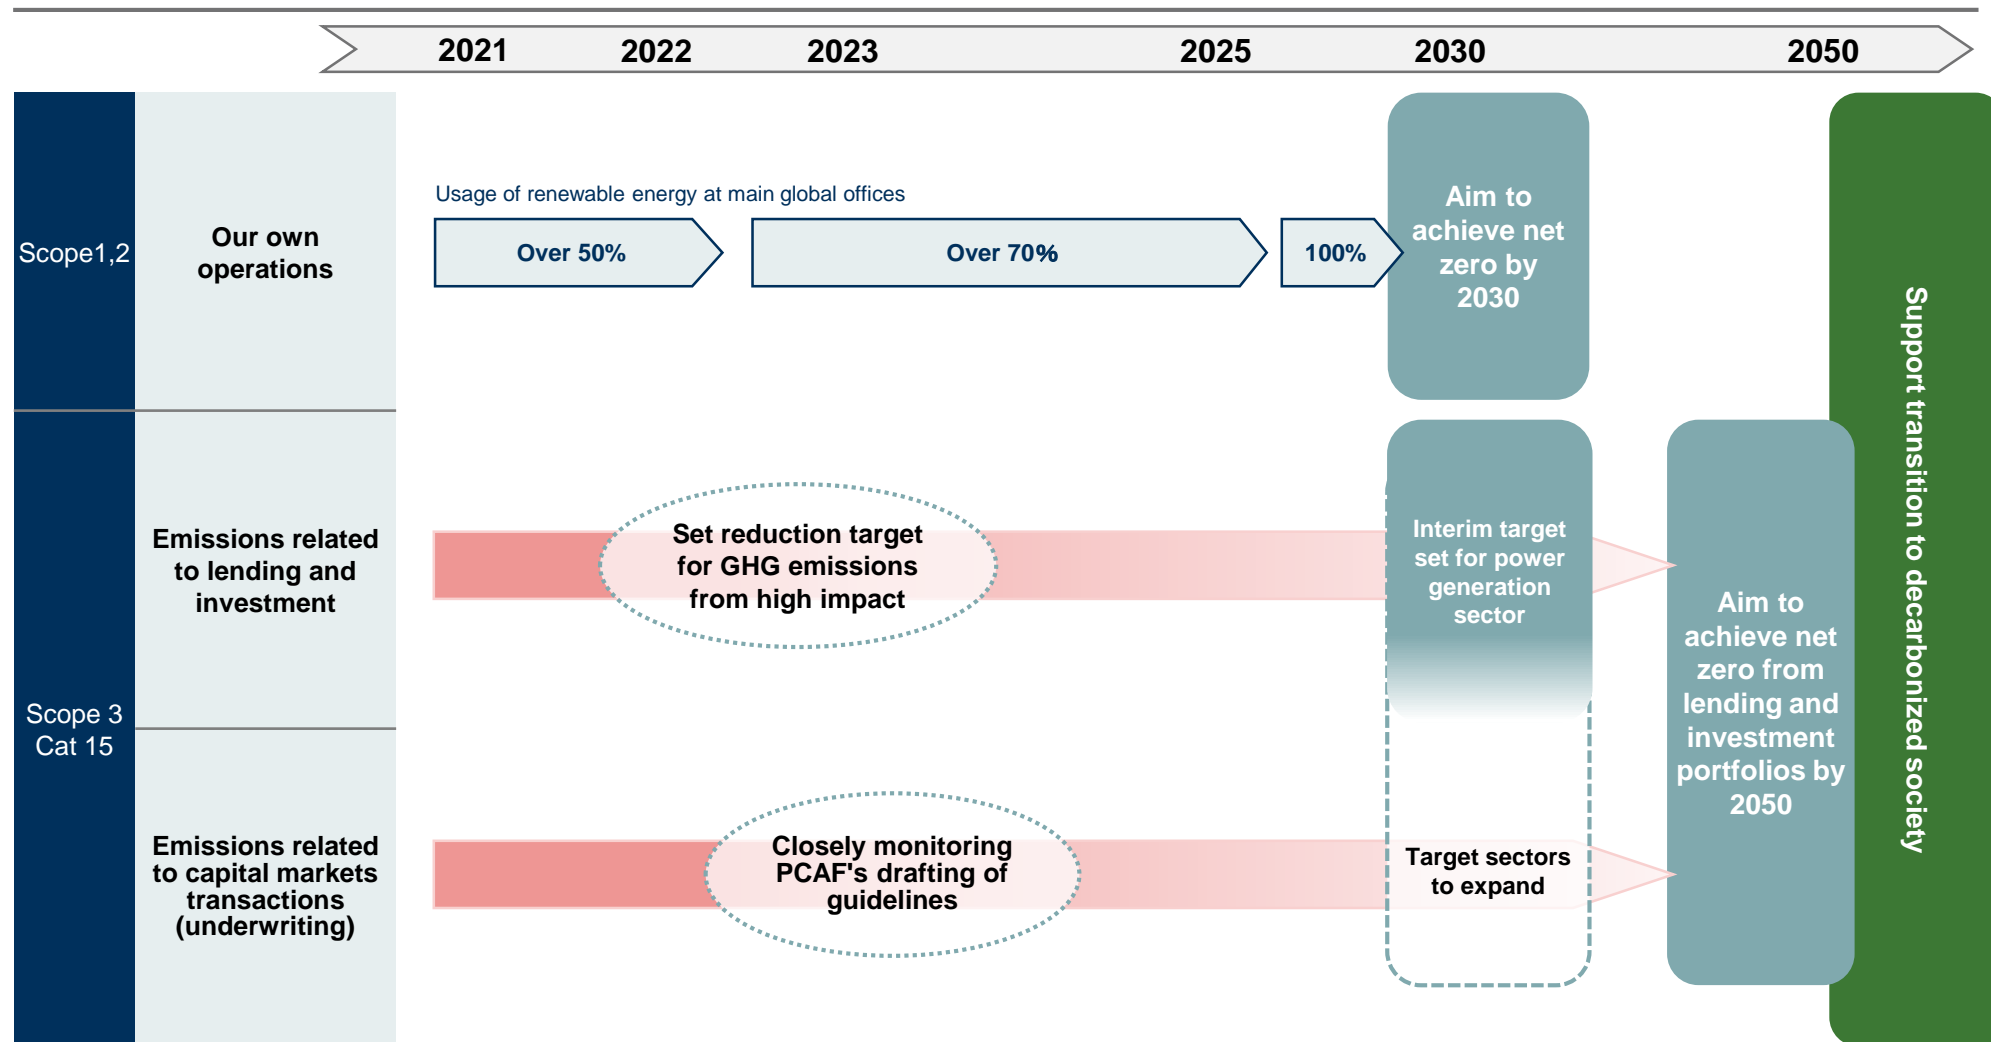 2021 2022 2023 2025 2030 2050
Scope1,2
Our own
operations
Usage of renewable energy at main global offices
Over 50%
Over 70%
100%
Aim to
achieve net
zero by
2030
Scope 3
Cat 15
Emissions related
to lending and
investment
Set reduction target
for GHG emissions
from high impact
Interim target
set for power
generation
sector
Emissions related
to capital markets
transactions
(underwriting)
Closely monitoring
PCAF's drafting of
guidelines
Target sectors
to expand
Aim to
achieve net
zero from
lending and
investment
portfolios by
2050
Support transition to decarbonized society